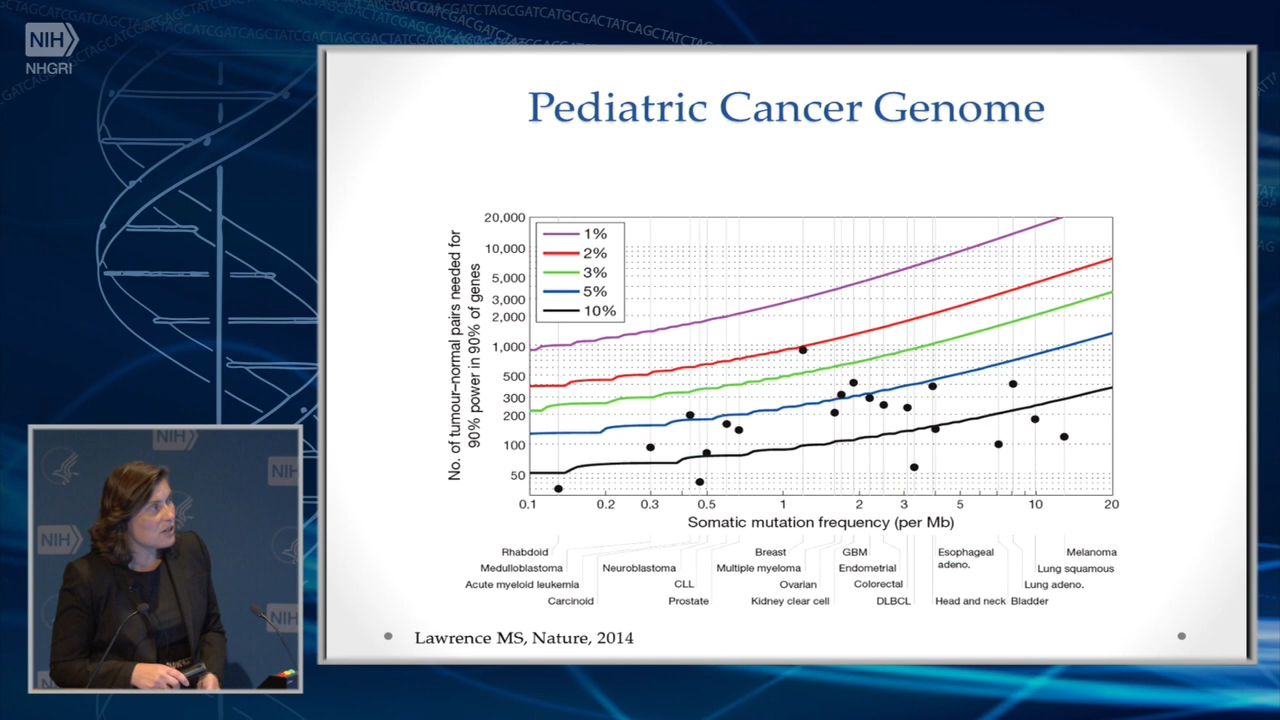 NIH
NHGRI
Pediatric Cancer Genome
No. of tumour–normal pairs needed for
90% power in 90% of genes
20,000
10,000
5,000
3,000
2,000
1,000
500
300
200
100
50
1%
2%
3%
5%
10%
0.1 0.2 0.3 0.5 1 2 3 5 10 20
Somatic mutation frequency (per Mb)
Rhabdoid Breast GBM Esophageal adeno. Melanoma
Medulloblastoma Neuroblastoma Multiple myeloma Endometrial Lung squamous
Acute myeloid leukemia CLL Ovarian Colorectal Lung adeno.
Carcinoid Prostate Kidney clear cell DLBCL Head and neck Bladder
Lawrence MS, Nature, 2014
NIH
NIH
NIH
NIH